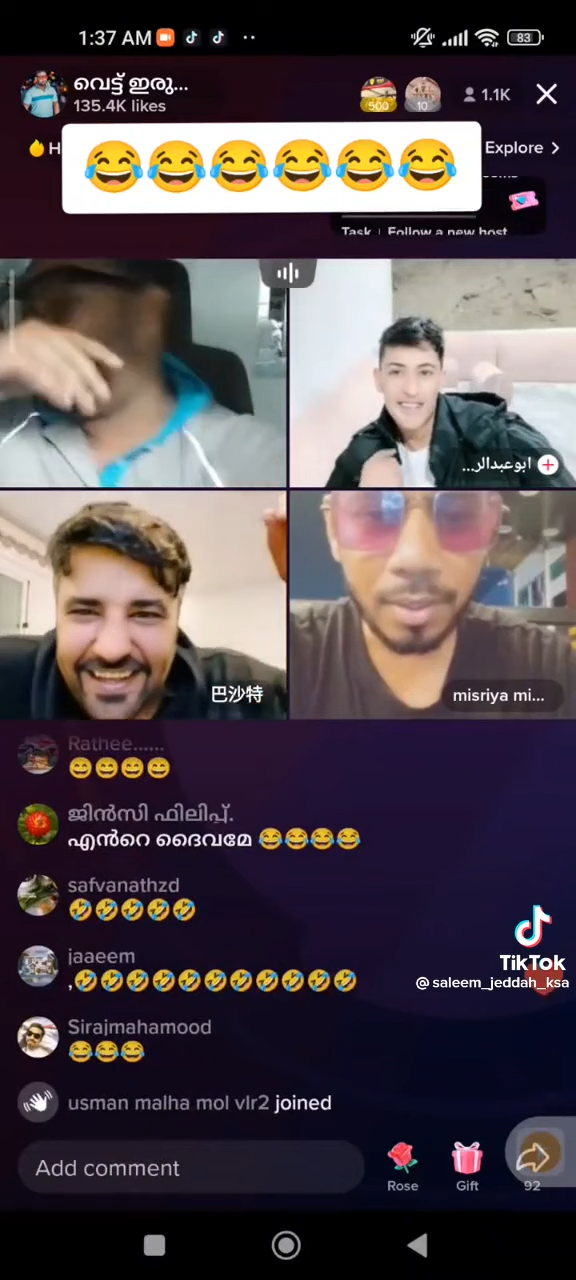 1:37 AM
83
വെട്ട് ഇരു...
135.4K likes
500
10
1.1K
H
Explore >
Task | Follow a new host
ابوعبدالر...
巴沙特
misriya mi...
Rathee......
😄😄😄😄
ജിൻസി ഫിലിപ്പ്.
എൻറെ ദൈവമേ 😂😂😂😂
safvanathzd
🤣🤣🤣🤣🤣
jaaeem
,🤣🤣🤣🤣🤣🤣🤣🤣🤣🤣🤣
Sirajmahamood
😂😂😂
usman malha mol vlr2 joined
TikTok
@saleem_jeddah_ksa
Add comment
Rose
Gift
92